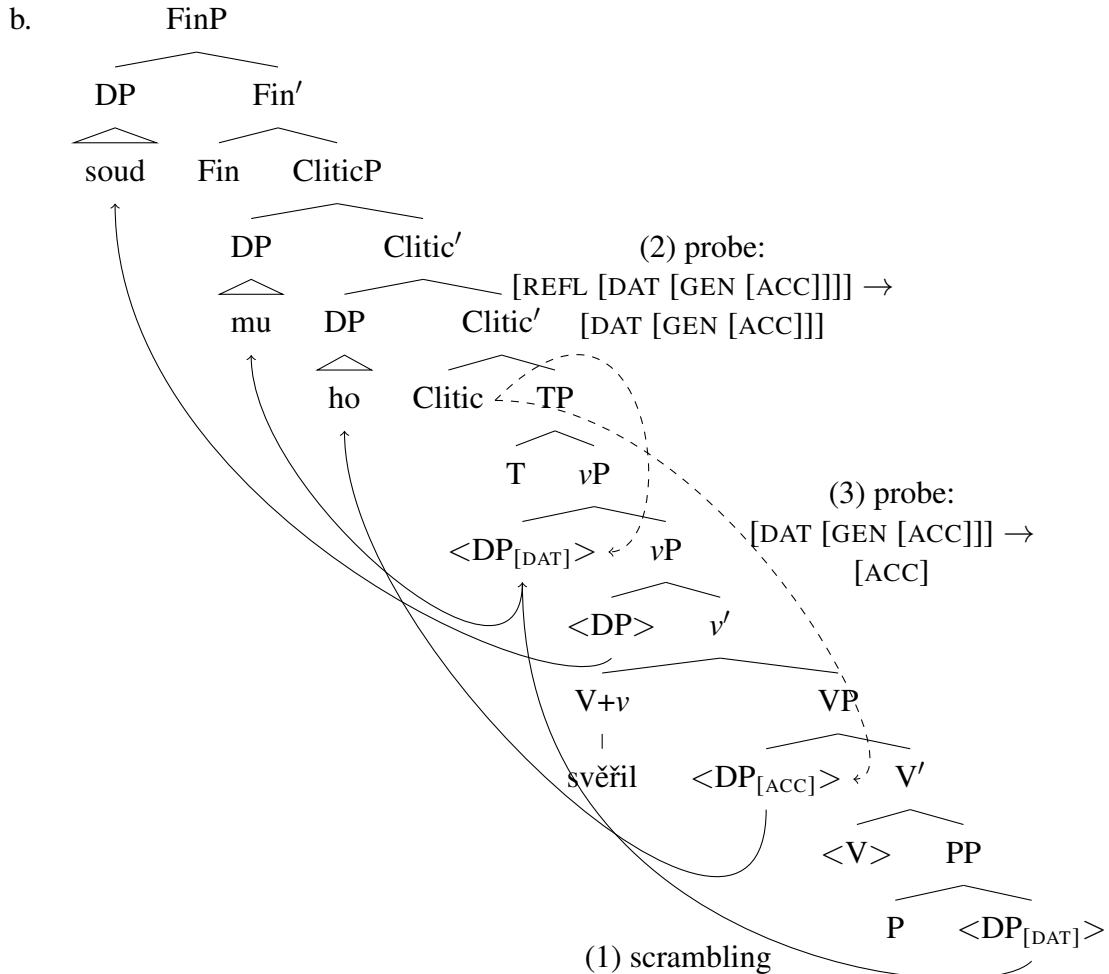 b.
FinP
DP Fin′
soud Fin CliticP
DP Clitic′ (2) probe:
[REFL [DAT [GEN [ACC]]]] →
mu DP Clitic′ [DAT [GEN [ACC]]]
ho Clitic TP
T vP (3) probe:
<DP[DAT]> vP [DAT [GEN [ACC]]] →
[ACC]
<DP> v′
V+v VP
svěřil <DP[ACC]> V′
<V> PP
P <DP[DAT]>
(1) scrambling